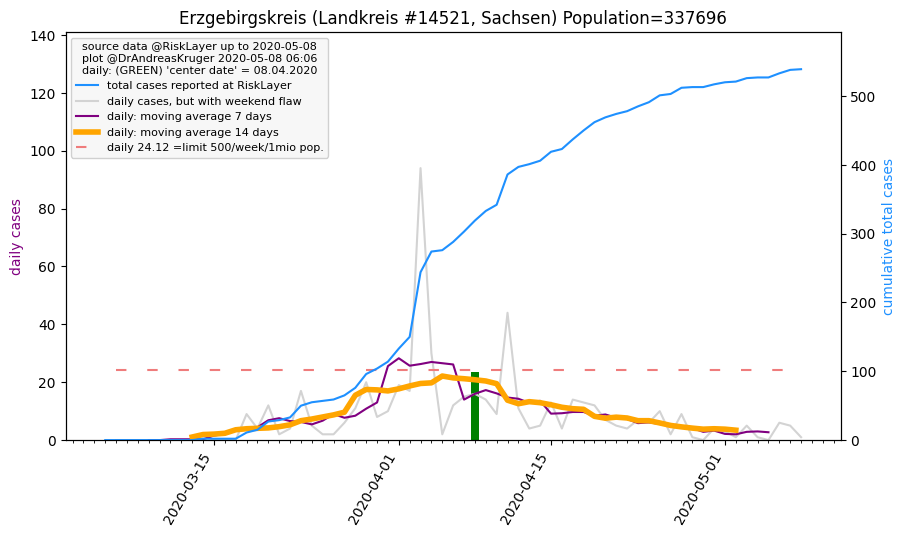 Erzgebirgskreis (Landkreis #14521, Sachsen) Population=337696
source data @RiskLayer up to 2020-05-08
plot @DrAndreasKruger 2020-05-08 06:06
daily: (GREEN) 'center date' = 08.04.2020
total cases reported at RiskLayer
daily cases, but with weekend flaw
daily: moving average 7 days
daily: moving average 14 days
daily 24.12 =limit 500/week/1mio pop.
daily cases
140
120
100
80
60
40
20
0
cumulative total cases
500
400
300
200
100
0
2020-03-15
2020-04-01
2020-04-15
2020-05-01